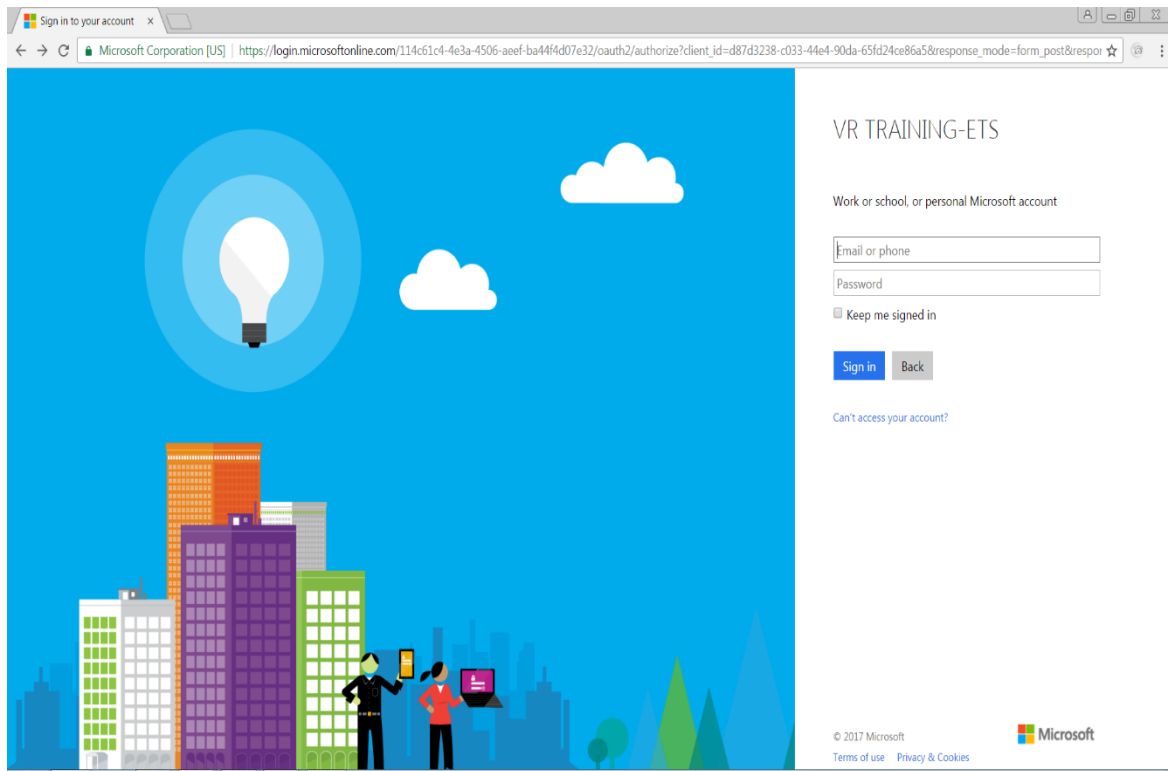 Sign in to your account
Microsoft Corporation [US] | https://login.microsoftonline.com/114c61c4-4e3a-4506-aeef-ba44f4d07e32/oauth2/authorize?client_id=d87d3238-c033-44e4-90da-65fd24ce86a5&response_mode=form_post&respor
VR TRAINING-ETS
Work or school, or personal Microsoft account
Email or phone
Password
Keep me signed in
Sign in Back
Can't access your account?
© 2017 Microsoft
Microsoft
Terms of use Privacy & Cookies